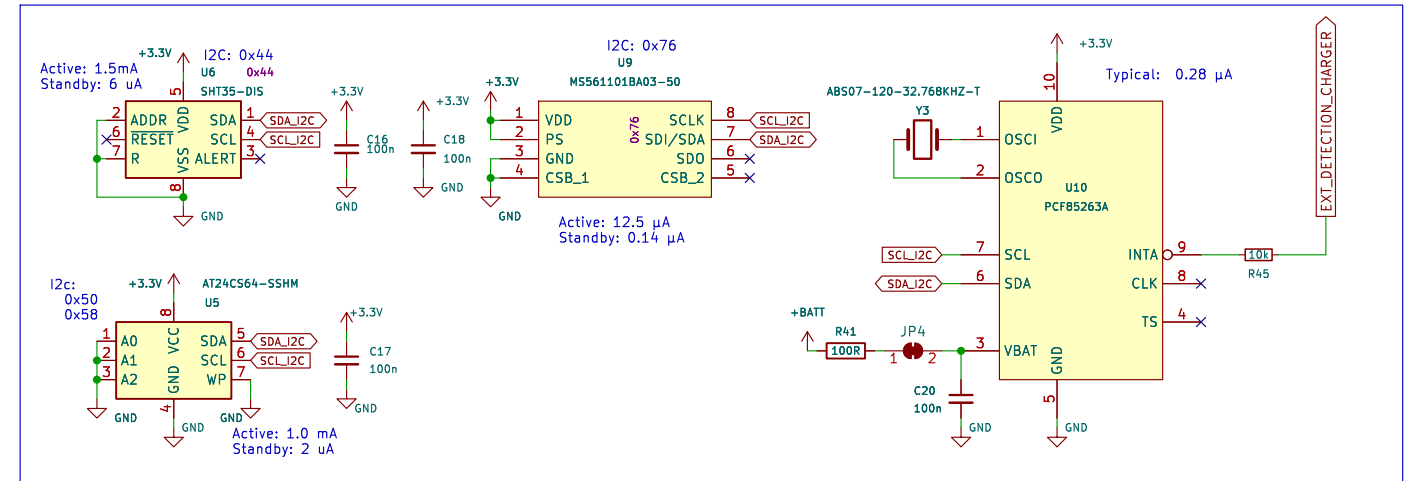 +3.3V
I2C: 0x44
Active: 1.5mA
Standby: 6 uA
U6
0x44
SHT35-DIS
5
2
6
7
ADDR
RESET
R
VDD
VSS
SDA
SCL
ALERT
1
4
3
SDA_I2C
SCL_I2C
8
GND
+3.3V
C16
100n
GND
+3.3V
C18
100n
GND
I2C: 0x76
U9
MS561101BA03-50
+3.3V
1
2
3
4
VDD
PS
GND
CSB_1
0x76
SCLK
SDI/SDA
SDO
CSB_2
8
7
6
5
SCL_I2C
SDA_I2C
GND
Active: 12.5 µA
Standby: 0.14 µA
+3.3V
Typical: 0.28 µA
ABS07-120-32.768KHZ-T
Y3
10
VDD
1
OSCI
2
OSCO
U10
PCF85263A
SCL_I2C
7
SCL
SDA_I2C
6
SDA
INTA
9
CLK
8
TS
4
10k
R45
EXT_DETECTION_CHARGER
+BATT
R41
100R
JP4
1
2
3
VBAT
GND
5
C20
100n
GND
GND
I2c:
0x50
0x58
+3.3V
AT24CS64-SSHM
U5
8
1
2
3
A0
A1
A2
VCC
GND
SDA
SCL
WP
5
6
7
SDA_I2C
SCL_I2C
4
GND
GND
GND
+3.3V
C17
100n
GND
Active: 1.0 mA
Standby: 2 uA